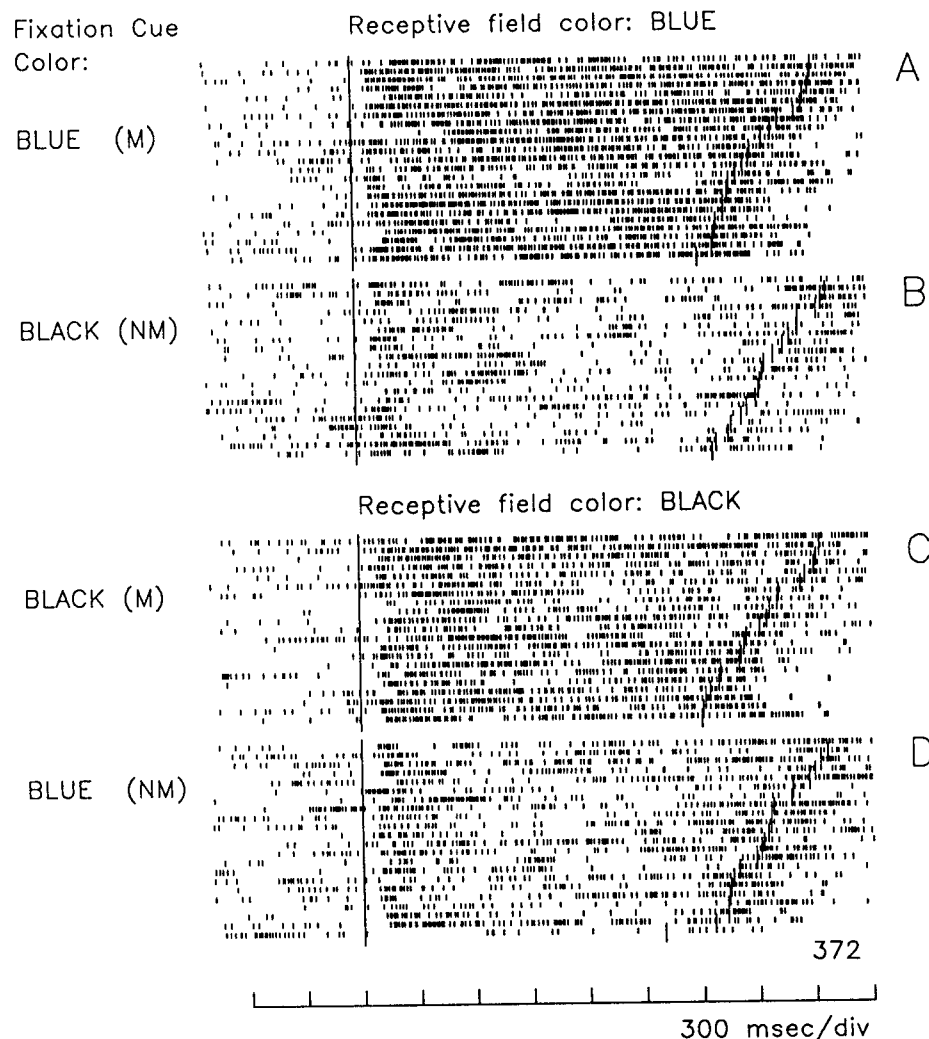 Fixation Cue
Color:
Receptive field color: BLUE
A
BLUE (M)
B
BLACK (NM)
Receptive field color: BLACK
C
BLACK (M)
D
BLUE (NM)
372
300 msec/div